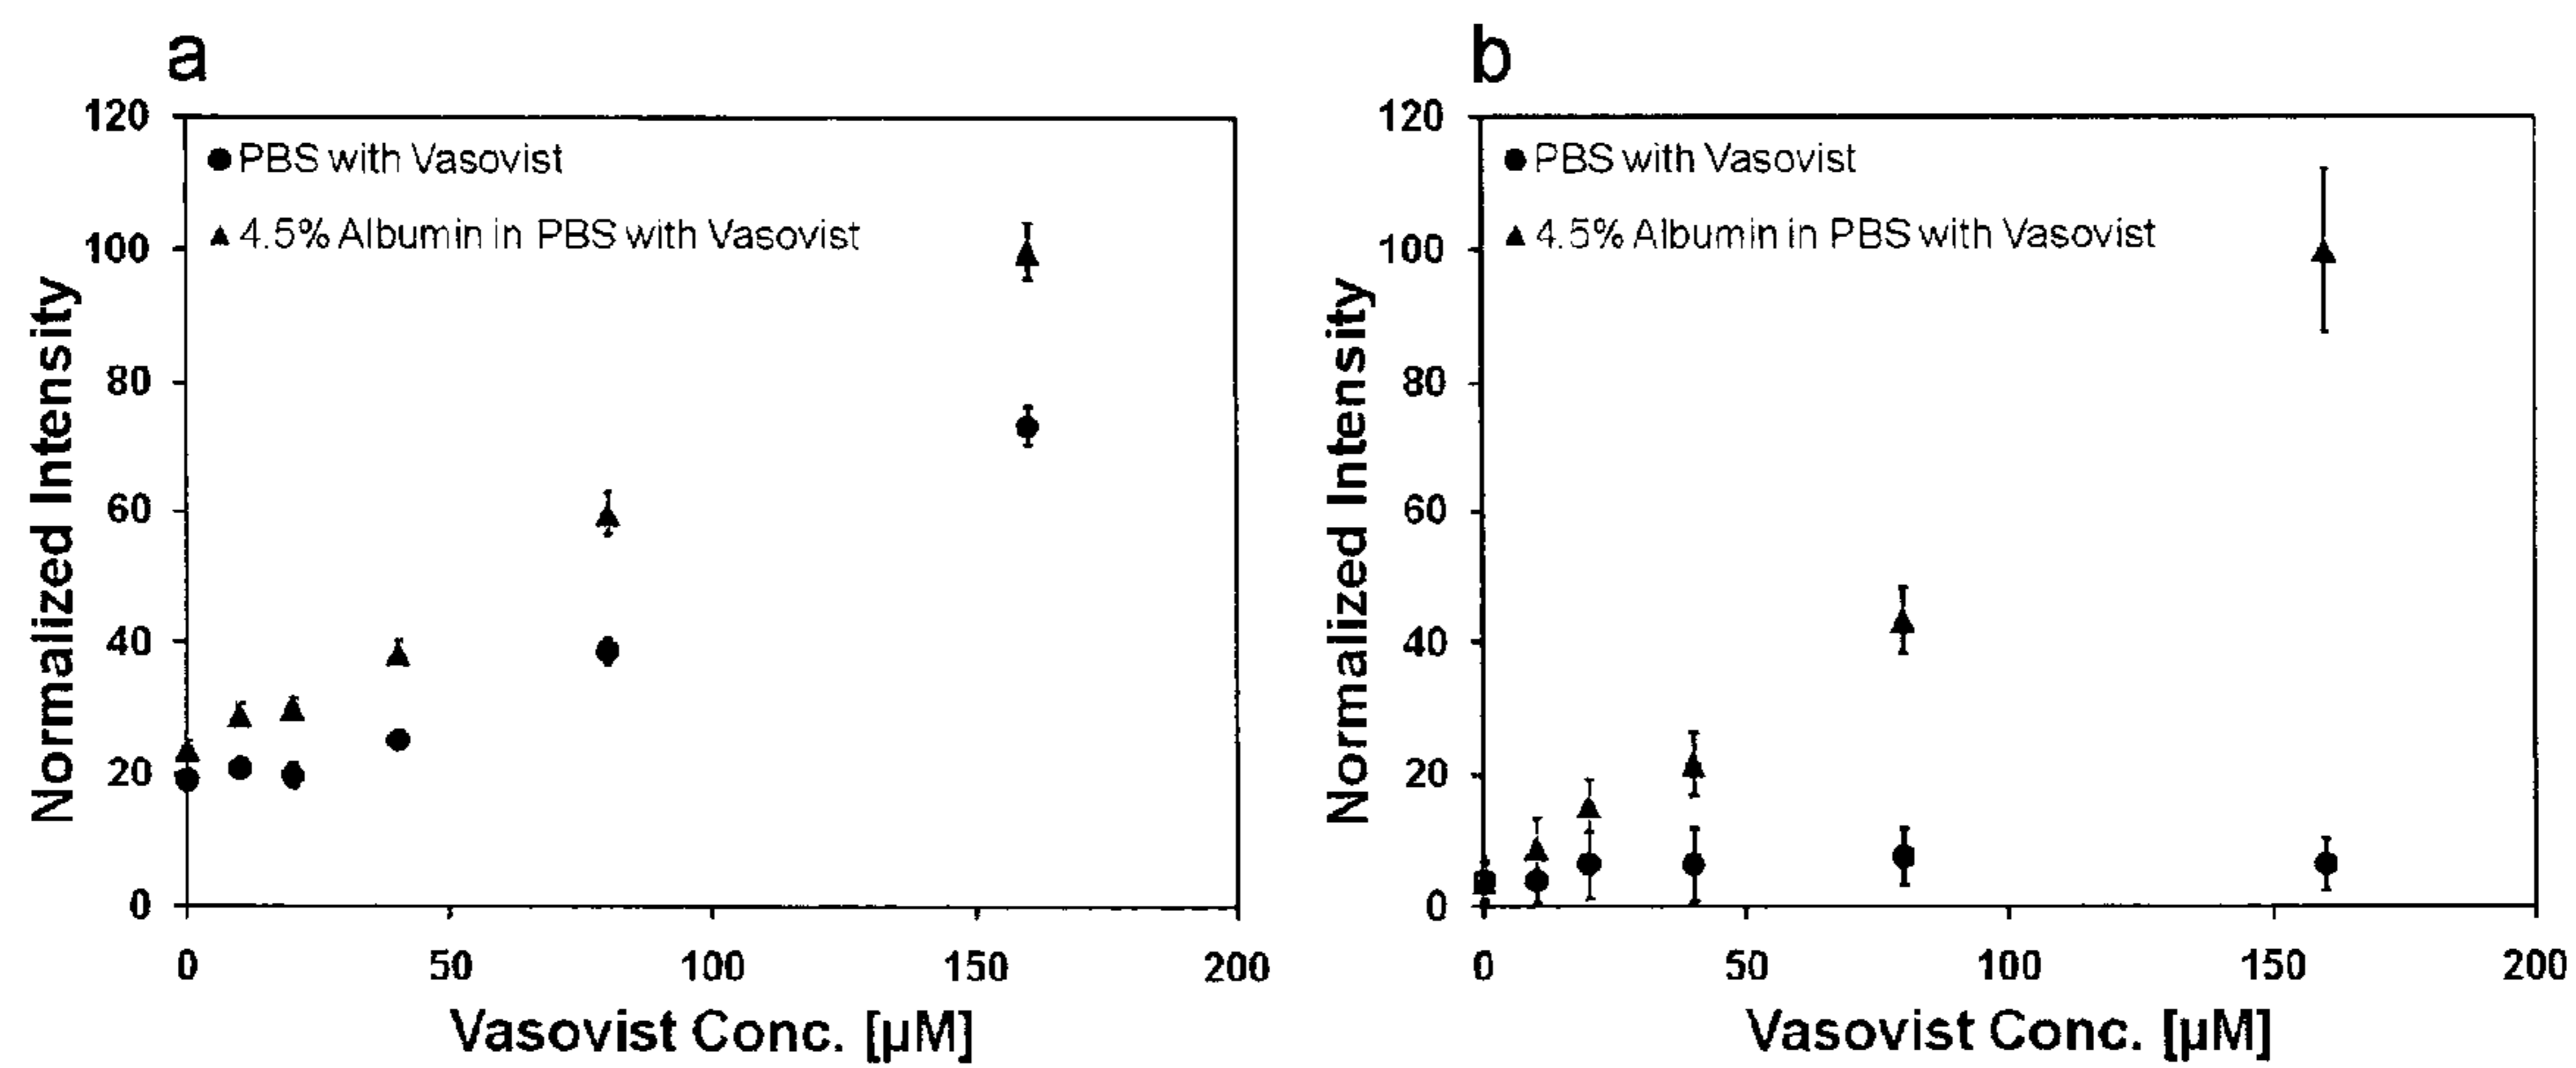 a
120
100
80
60
40
20
0
● PBS with Vasovist
▲ 4.5% Albumin in PBS with Vasovist
Normalized Intensity
0 50 100 150 200
Vasovist Conc. [µM]
b
120
100
80
60
40
20
0
● PBS with Vasovist
▲ 4.5% Albumin in PBS with Vasovist
Normalized Intensity
0 50 100 150 200
Vasovist Conc. [µM]